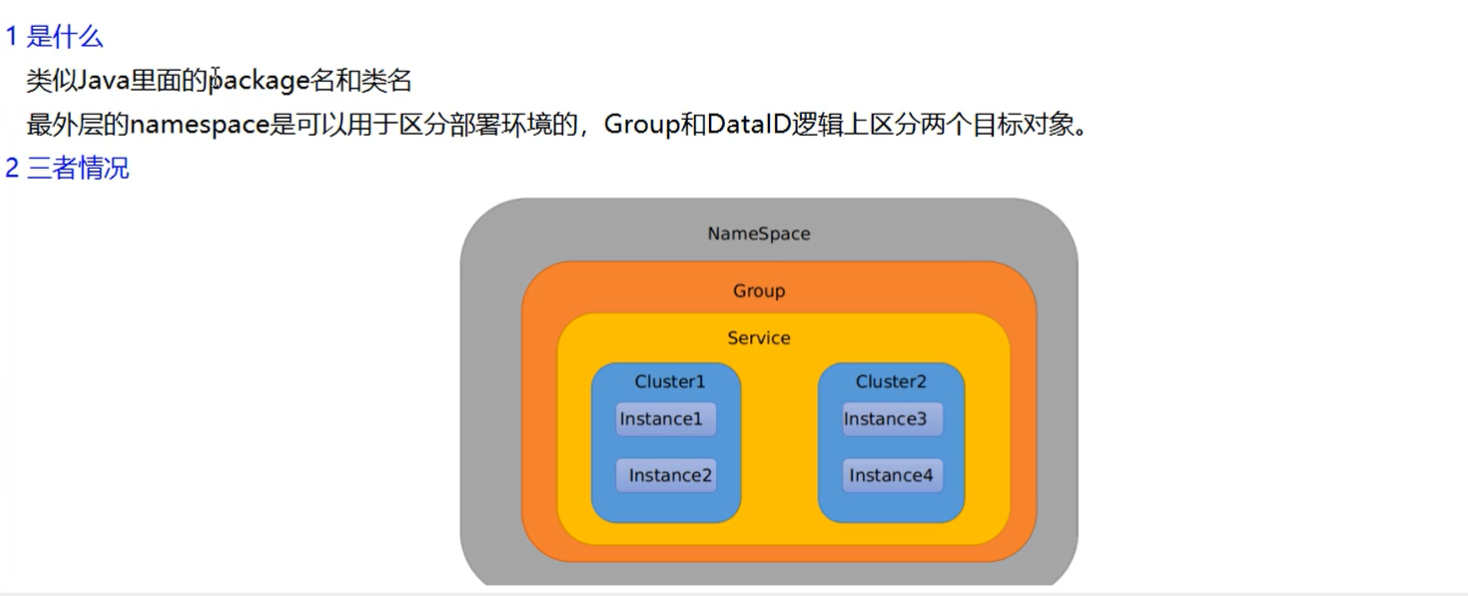 1 是什么
类似Java里面的package名和类名
最外层的namespace是可以用于区分部署环境的，Group和DataID逻辑上区分两个目标对象。
2 三者情况
NameSpace
Group
Service
Cluster1 Cluster2
Instance1 Instance3
Instance2 Instance4